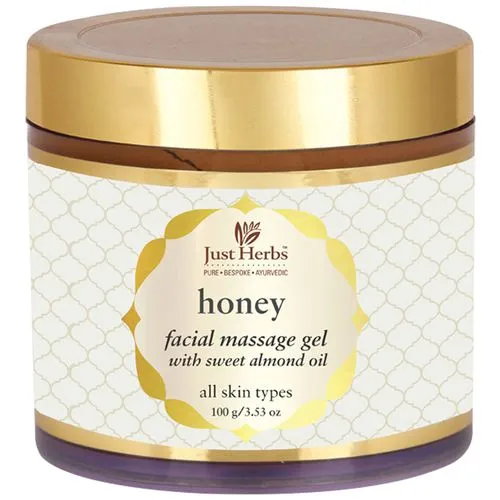 Just Herbs™
PURE • BESPOKE • AYURVEDIC
honey
facial massage gel
with sweet almond oil
all skin types
100 g/3.53 oz